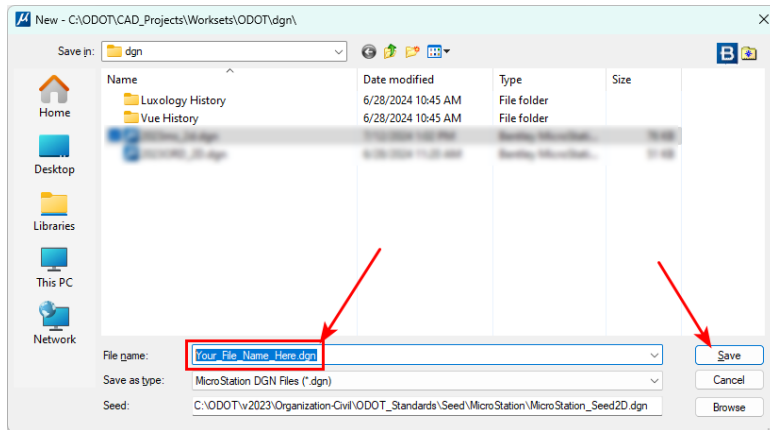 New - C:\ODOT\CAD_Projects\Worksets\ODOT\dgn\
Save in: dgn
Name Date modified Type Size
Luxology History 6/28/2024 10:45 AM File folder
Vue History 6/28/2024 10:45 AM File folder
Home
Desktop
Libraries
This PC
Network
File name: Your_File_Name_Here.dgn Save
Save as type: MicroStation DGN Files (*.dgn) Cancel
Seed: C:\ODOT\v2023\Organization-Civil\ODOT_Standards\Seed\MicroStation\MicroStation_Seed2D.dgn Browse